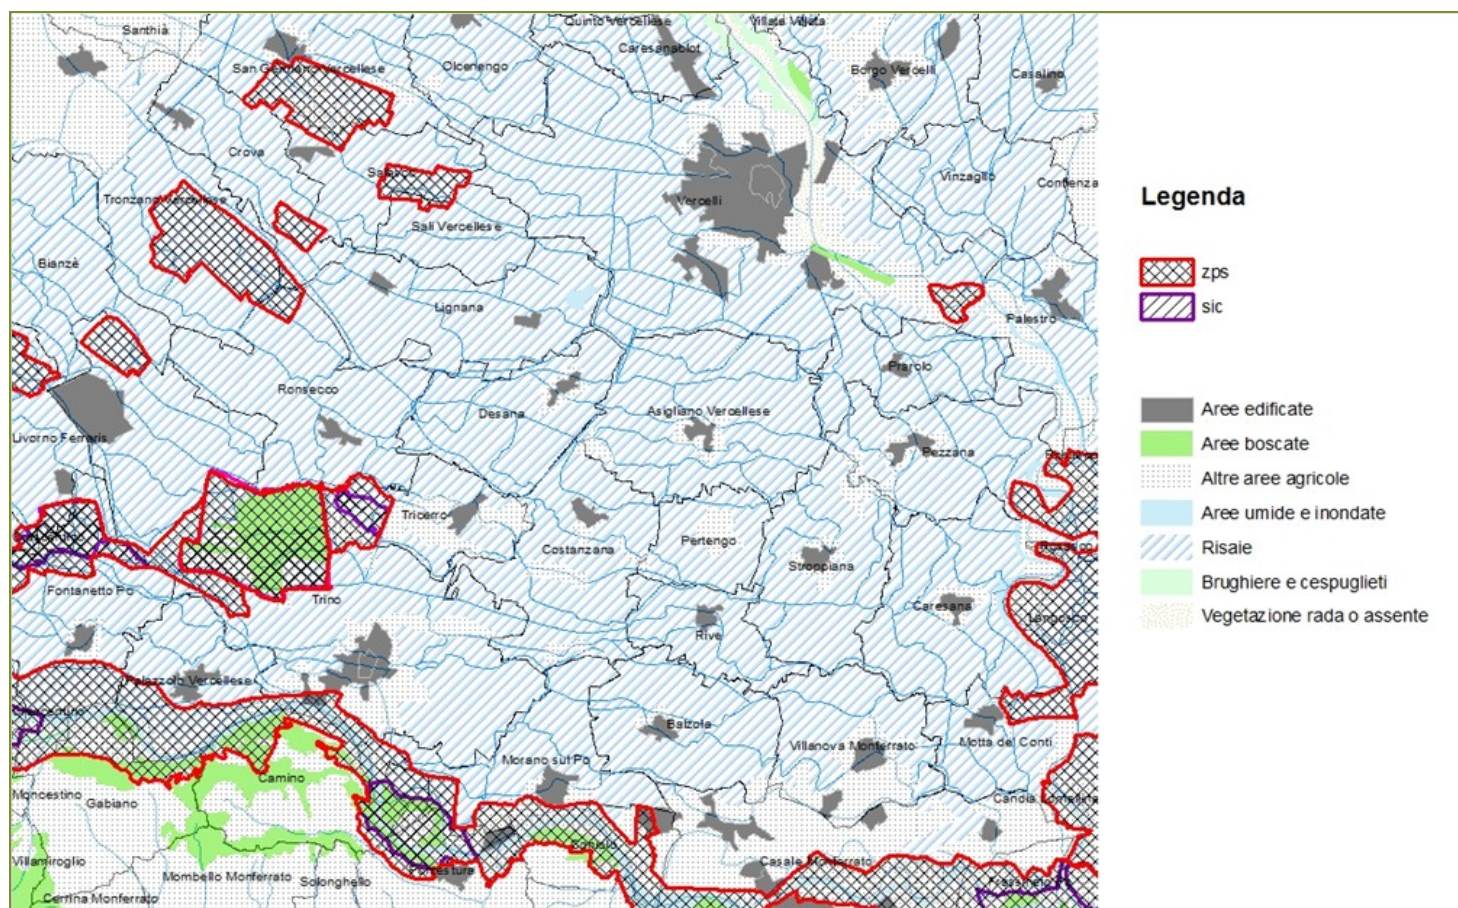 Quinto Vercellese
Villata Villata
Santhià
Caresanablot
San Germano Vercellese
Olcenengo
Borgo Vercelli
Casalino
Crova
Vinzaglio
Confienza
Tronzano Vercellese
Vercelli
Legenda
Sali Vercellese
Bianzè
zps
Lignana
sic
Palestro
Prarolo
Ronsecco
Desana
Asigliano Vercellese
Aree edificate
Livorno Ferraris
Pezzana
Aree boscate
Altre aree agricole
Tricerro
Aree umide e inondate
Costanzana
Pertengo
Risaie
Stroppiana
Brughiere e cespuglieti
Fontanetto Po
Trino
Caresana
Langosco
Vegetazione rada o assente
Rive
Palazzolo Vercellese
Balzola
Villanova Monferrato
Motta de' Conti
Morano sul Po
Camino
Moncestino
Gabiano
Candia Lomellina
Villamiroglio
Casale Monferrato
Mombello Monferrato
Solonghello
Pontestura
Cerrina Monferrato